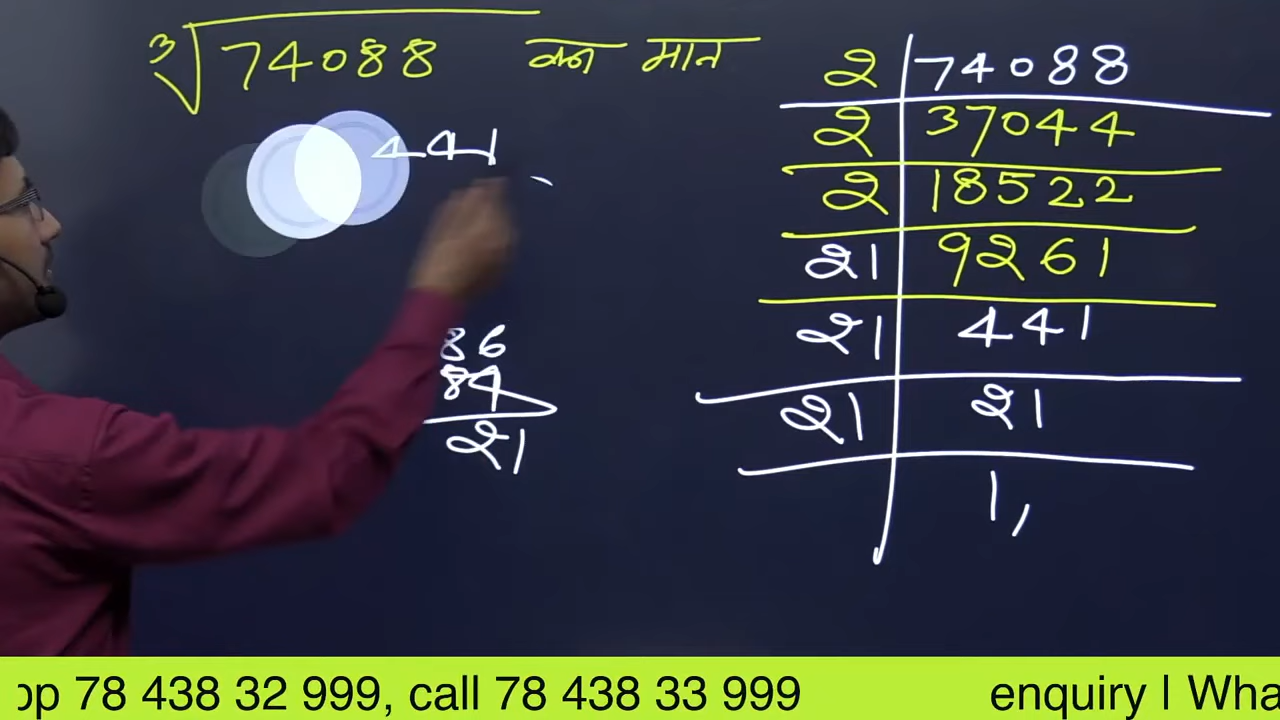 3√74088 का मान
441
86
84
21
2 | 74088
2 | 37044
2 | 18522
21 | 9261
21 | 441
21 | 21
1,
op 78 438 32 999, call 78 438 33 999 enquiry I Wha